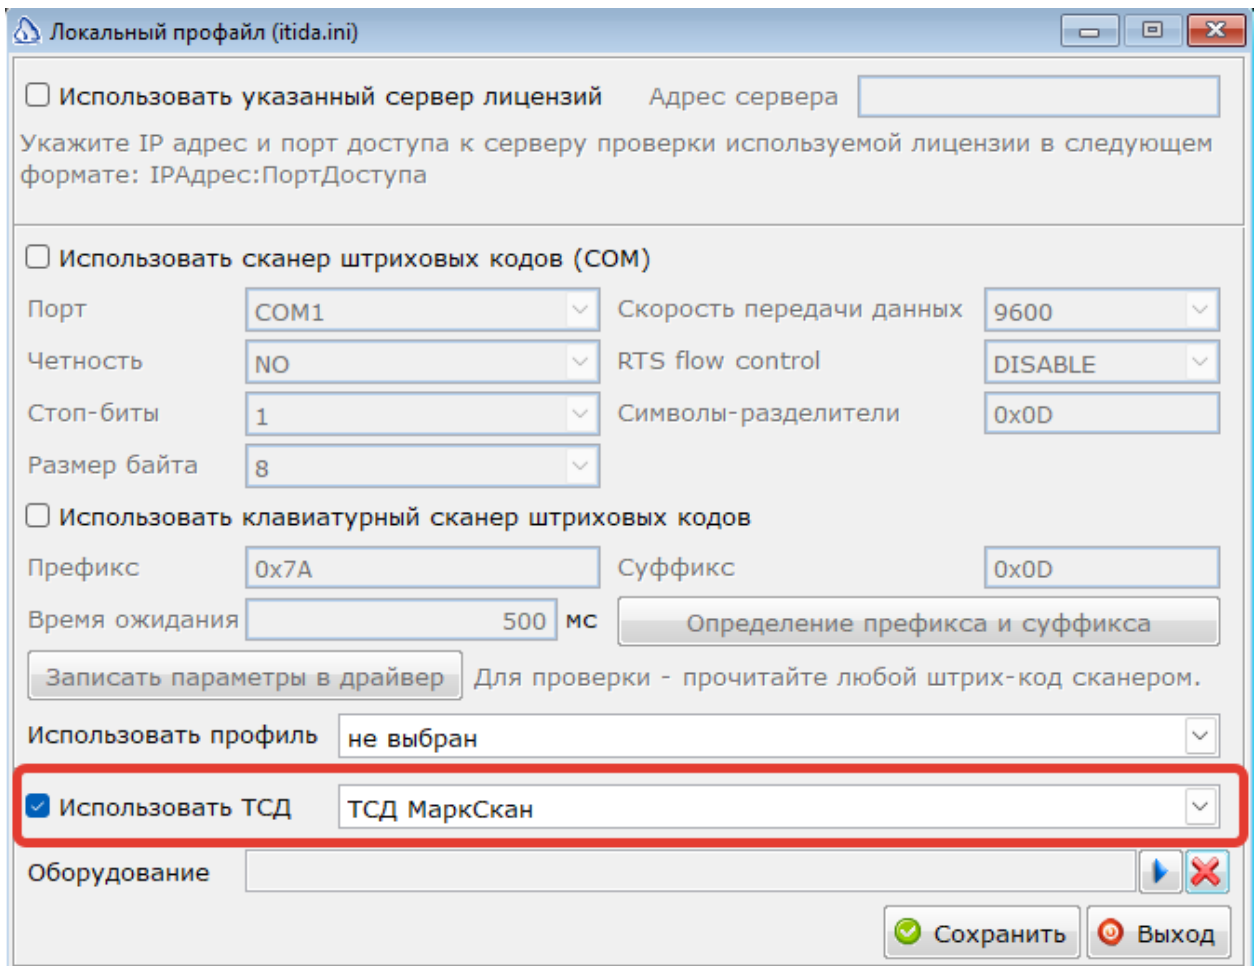 Локальный профайл (itida.ini)
Использовать указанный сервер лицензий Адрес сервера
Укажите IP адрес и порт доступа к серверу проверки используемой лицензии в следующем
формате: IPАдрес:ПортДоступа
Использовать сканер штриховых кодов (COM)
Порт COM1 Скорость передачи данных 9600
Четность NO RTS flow control DISABLE
Стоп-биты 1 Символы-разделители 0x0D
Размер байта 8
Использовать клавиатурный сканер штриховых кодов
Префикс 0x7A Суффикс 0x0D
Время ожидания 500 мс Определение префикса и суффикса
Записать параметры в драйвер Для проверки - прочитайте любой штрих-код сканером.
Использовать профиль не выбран
Использовать ТСД ТСД МаркСкан
Оборудование
Сохранить Выход